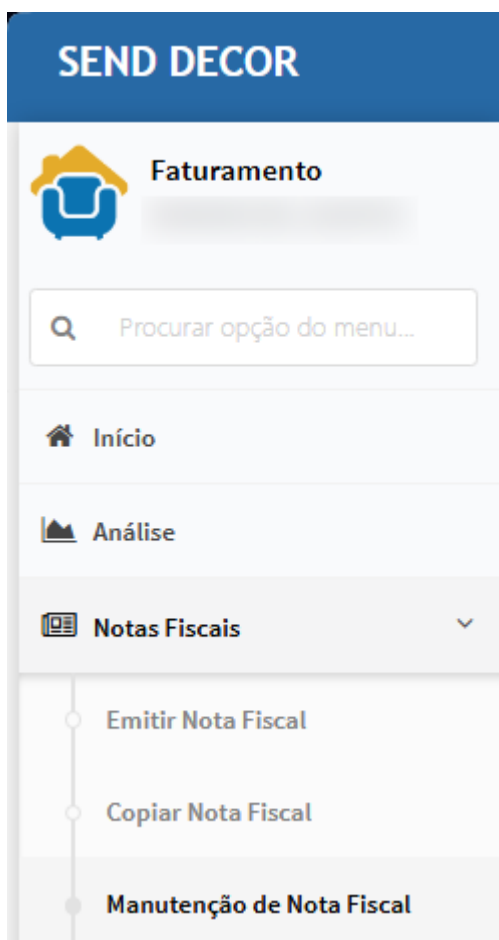 SEND DECOR
Faturamento
Procurar opção do menu...
Início
Análise
Notas Fiscais
Emitir Nota Fiscal
Copiar Nota Fiscal
Manutenção de Nota Fiscal